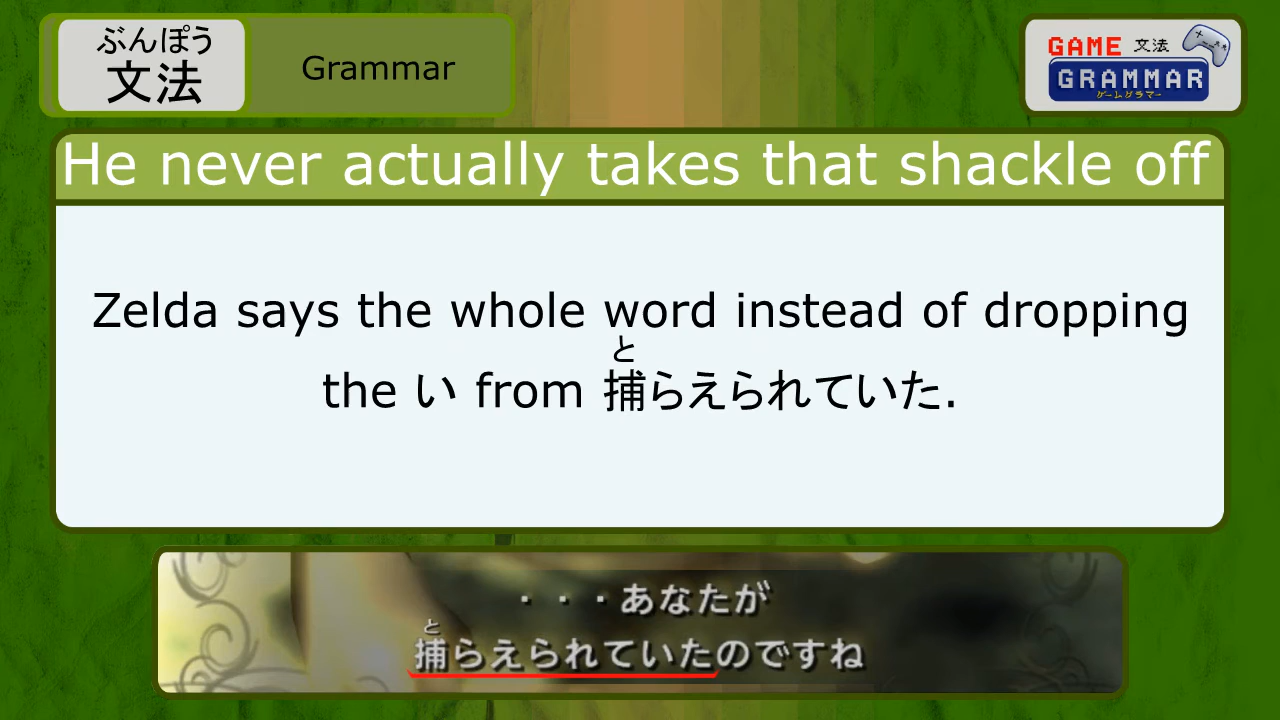 ぶんぽう
文法
Grammar
GAME 文法
GRAMMAR
ゲームグラマー
He never actually takes that shackle off
Zelda says the whole word instead of dropping
と
the い from 捕らえられていた.
・・・あなたが
と
捕らえられていたのですね